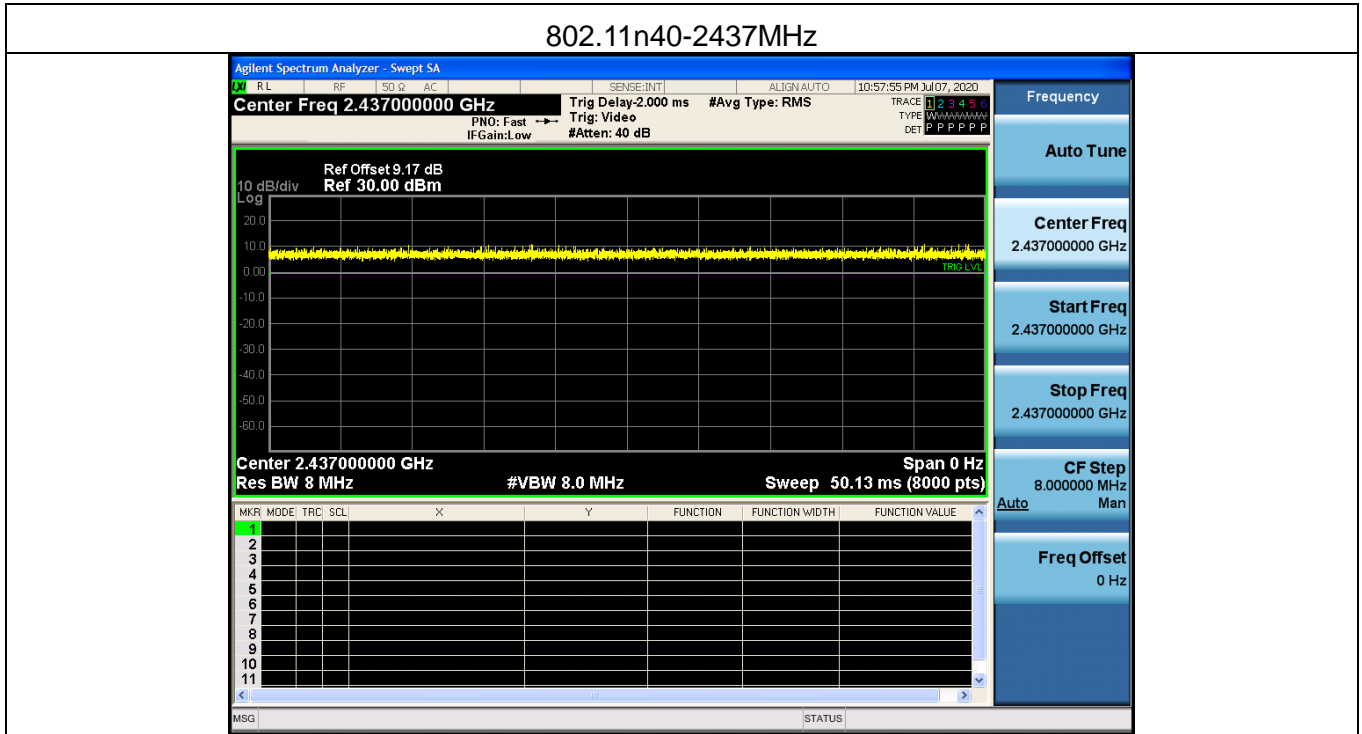 802.11n40-2437MHz
Agilent Spectrum Analyzer - Swept SA
LXI RL RF 50 Ω AC SENSE:INT ALIGN AUTO 10:57:55 PM Jul 07, 2020
Center Freq 2.437000000 GHz
PNO: Fast
IFGain:Low
Trig Delay-2.000 ms
Trig: Video
#Atten: 40 dB
#Avg Type: RMS
TRACE 1 2 3 4 5 6
TYPE WWWWWW
DET P P P P P P
Ref Offset 9.17 dB
10 dB/div Ref 30.00 dBm
Log
20.0
10.0
0.00
-10.0
-20.0
-30.0
-40.0
-50.0
-60.0
TRIG LVL
Center 2.437000000 GHz Span 0 Hz
Res BW 8 MHz #VBW 8.0 MHz Sweep 50.13 ms (8000 pts)
MKR MODE TRC SCL X Y FUNCTION FUNCTION WIDTH FUNCTION VALUE
1
2
3
4
5
6
7
8
9
10
11
MSG STATUS
Frequency
Auto Tune
Center Freq
2.437000000 GHz
Start Freq
2.437000000 GHz
Stop Freq
2.437000000 GHz
CF Step
8.000000 MHz
Auto Man
Freq Offset
0 Hz